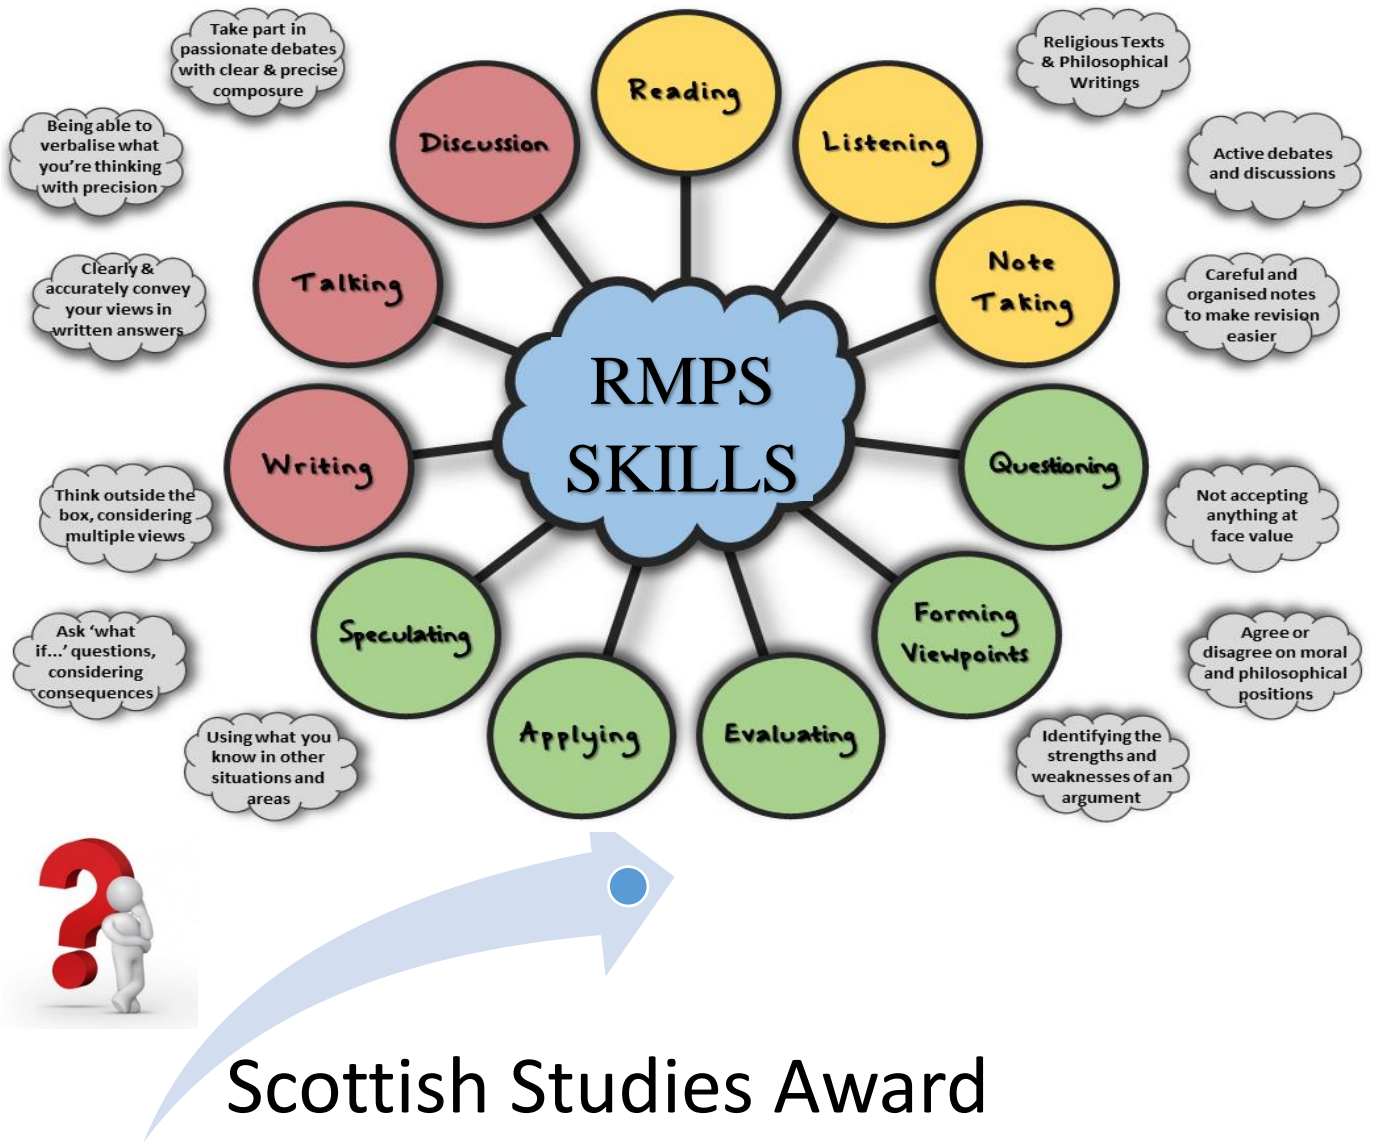 Take part in
passionate debates
with clear & precise
composure
Reading
Religious Texts
& Philosophical
Writings
Discussion
Listening
Being able to
verbalise what
you're thinking
with precision
Active debates
and discussions
Talking
Note
Taking
Clearly &
accurately convey
your views in
written answers
Careful and
organised notes
to make revision
easier
RMPS
SKILLS
Writing
Questioning
Think outside the
box, considering
multiple views
Not accepting
anything at
face value
Speculating
Forming
Viewpoints
Ask 'what
if...' questions,
considering
consequences
Agree or
disagree on moral
and philosophical
positions
Applying
Evaluating
Using what you
know in other
situations and
areas
Identifying the
strengths and
weaknesses of an
argument
?
Scottish Studies Award